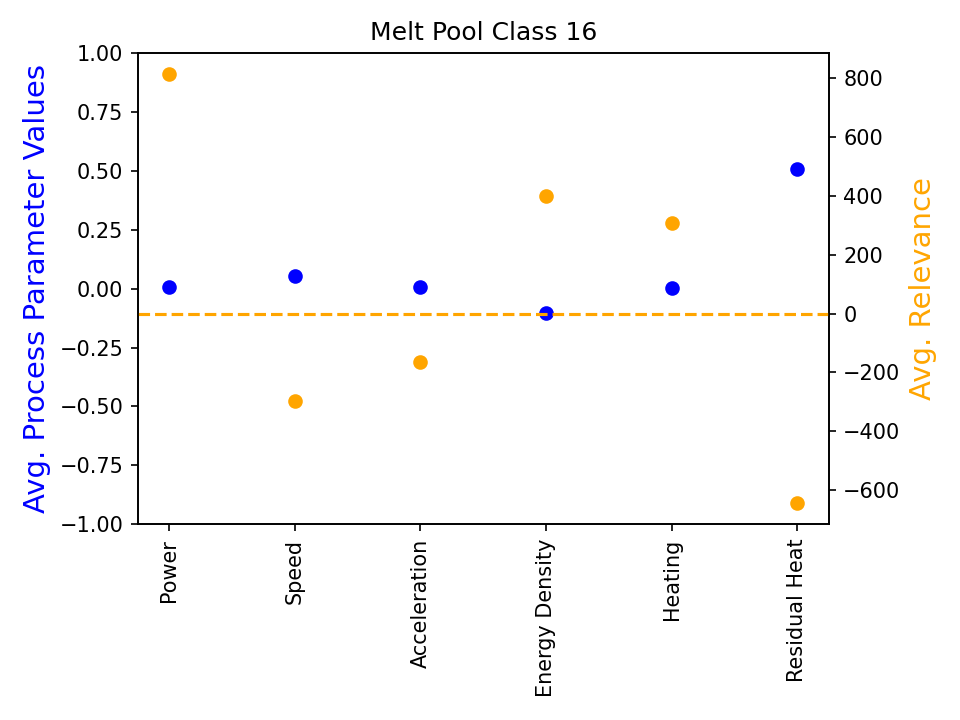 Melt Pool Class 16
Avg. Process Parameter Values
1.00
0.75
0.50
0.25
0.00
−0.25
−0.50
−0.75
−1.00
800
600
400
200
0
−200
−400
−600
Avg. Relevance
Power
Speed
Acceleration
Energy Density
Heating
Residual Heat